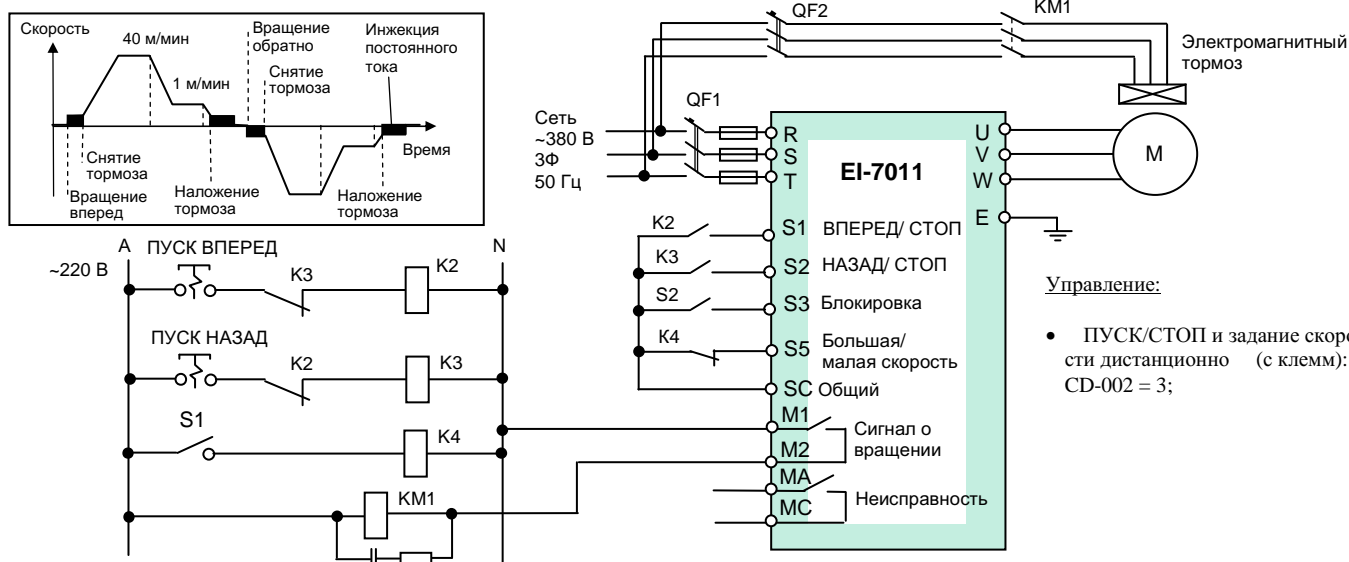 Скорость
40 м/мин
Вращение
обратно
Инжекция
постоянного
тока
Снятие
тормоза
1 м/мин
Время
Снятие
тормоза
Вращение
вперед
Наложение
тормоза
Наложение
тормоза
QF2
KM1
Электромагнитный
тормоз
QF1
Сеть
~380 В
3Ф
50 Гц
R
S
T
EI-7011
U
V
W
E
M
K2
S1 ВПЕРЕД/ СТОП
K3
S2 НАЗАД/ СТОП
S2
S3 Блокировка
K4
S5 Большая/
малая скорость
SC Общий
M1
Сигнал о
вращении
M2
MA
Неисправность
MC
A
ПУСК ВПЕРЕД
N
~220 В
K3
K2
ПУСК НАЗАД
K2
K3
S1
K4
KM1
Управление:
• ПУСК/СТОП и задание скоро
сти дистанционно (с клемм):
CD-002 = 3;